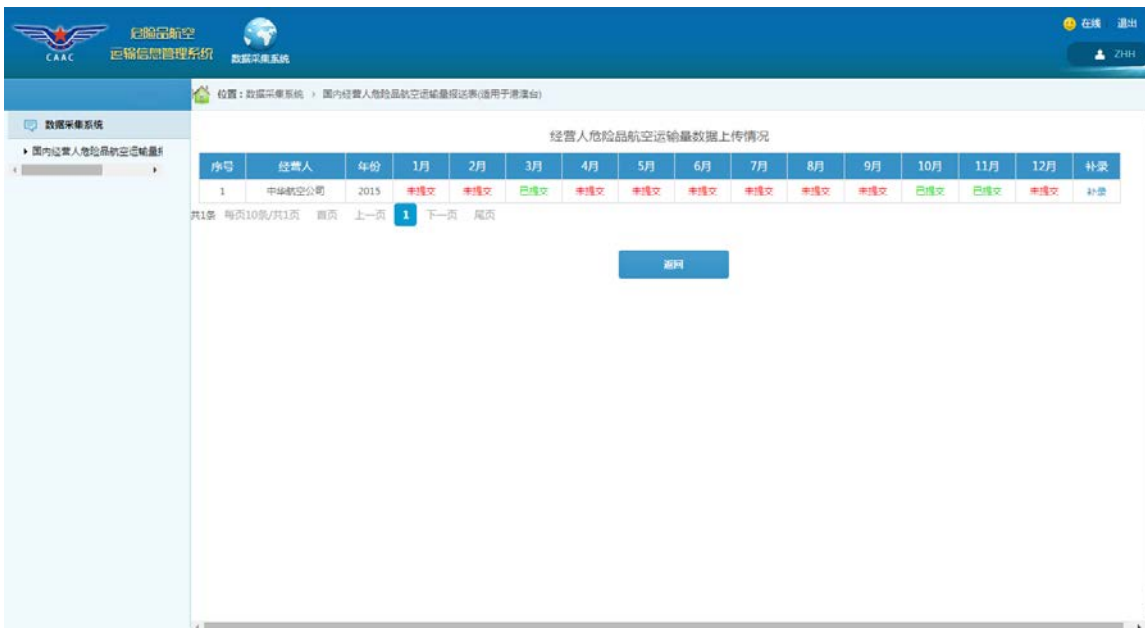 危险品航空
运输信息管理系统
CAAC
数据采集系统
在线 退出
ZHH
位置：数据采集系统 › 国内经营人危险品航空运输量报送表(适用于港澳台)
数据采集系统
国内经营人危险品航空运输量报
经营人危险品航空运输量数据上传情况
序号 经营人 年份 1月 2月 3月 4月 5月 6月 7月 8月 9月 10月 11月 12月 补录
1 中华航空公司 2015 未提交 未提交 已提交 未提交 未提交 未提交 未提交 未提交 未提交 已提交 已提交 未提交 补录
共1条 每页10条/共1页 首页 上一页 1 下一页 尾页
返回